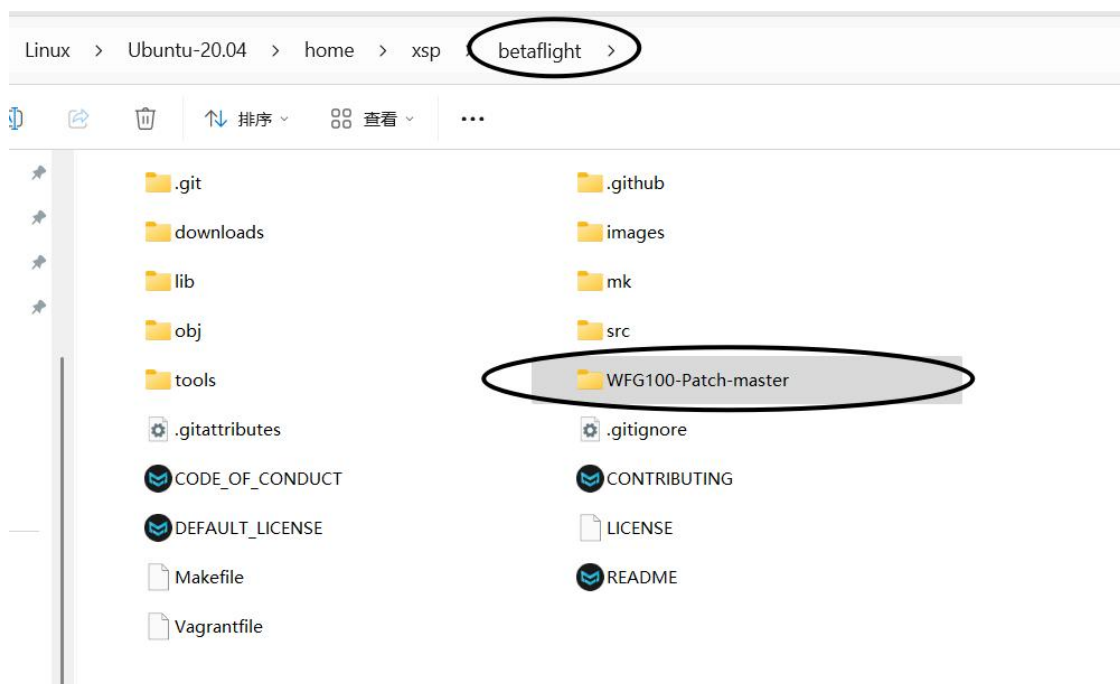 Linux > Ubuntu-20.04 > home > xsp > betaflight >
排序 查看 ...
.git .github
downloads images
lib mk
obj src
tools WFG100-Patch-master
.gitattributes .gitignore
CODE_OF_CONDUCT CONTRIBUTING
DEFAULT_LICENSE LICENSE
Makefile README
Vagrantfile